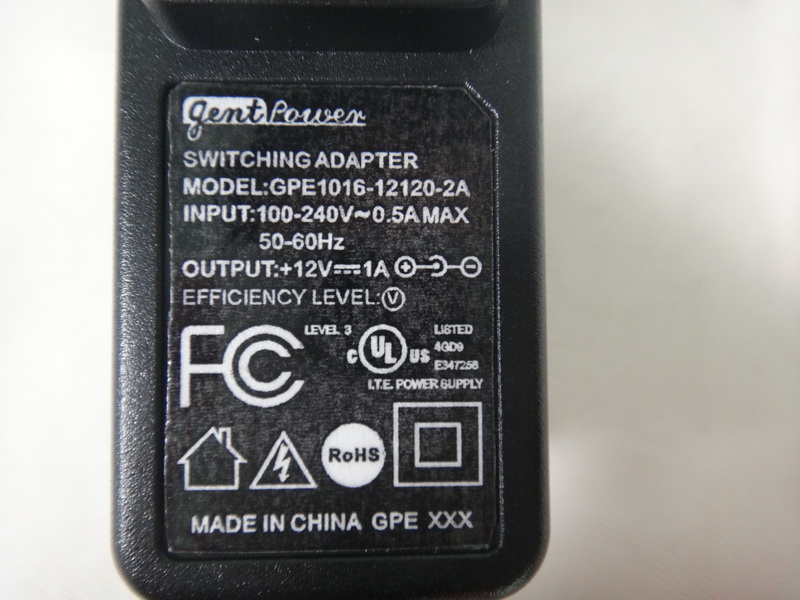 gentPower
SWITCHING ADAPTER
MODEL:GPE1016-12120-2A
INPUT:100-240V~0.5A MAX
50-60Hz
OUTPUT:+12V⎓1A
EFFICIENCY LEVEL:Ⓥ
FC LEVEL 3 c UL US LISTED
4GD9
E347256
I.T.E. POWER SUPPLY
RoHS
MADE IN CHINA GPE XXX